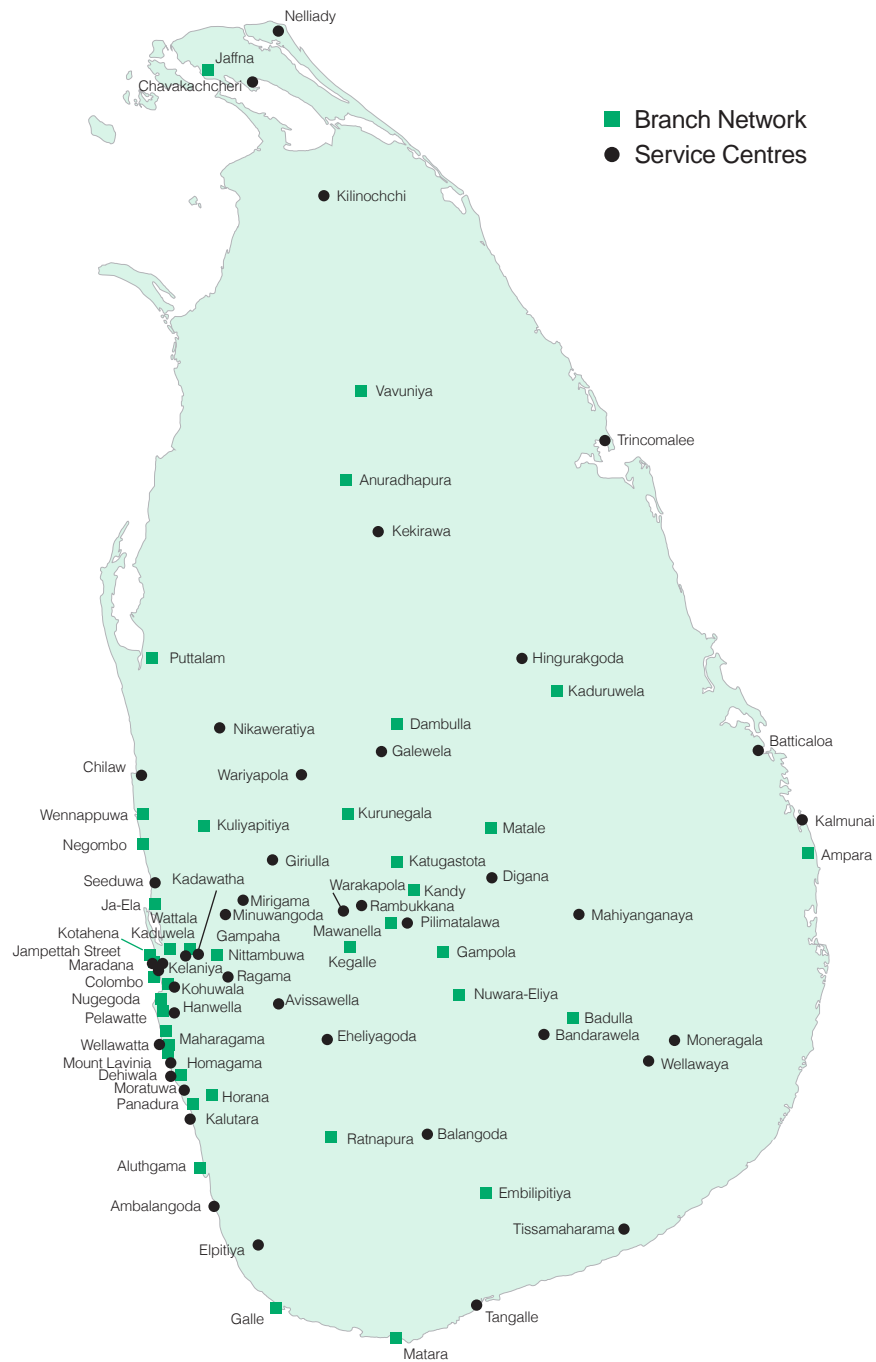 Nelliady
Jaffna
Chavakachcheri
Branch Network
Service Centres
Kilinochchi
Vavuniya
Trincomalee
Anuradhapura
Kekirawa
Puttalam
Hingurakgoda
Kaduruwela
Nikaweratiya
Dambulla
Galewela
Batticaloa
Chilaw
Wariyapola
Wennappuwa
Kuliyapitiya
Kurunegala
Matale
Kalmunai
Negombo
Ampara
Giriulla
Katugastota
Seeduwa
Kadawatha
Warakapola
Kandy
Digana
Ja-Ela
Mirigama
Rambukkana
Wattala
Minuwangoda
Mawanella
Pilimatalawa
Mahiyanganaya
Kotahena
Kaduwela
Gampaha
Jampettah Street
Nittambuwa
Kegalle
Gampola
Maradana
Kelaniya
Ragama
Colombo
Kohuwala
Nugegoda
Hanwella
Avissawella
Nuwara-Eliya
Pelawatte
Badulla
Wellawatta
Maharagama
Eheliyagoda
Bandarawela
Moneragala
Mount Lavinia
Homagama
Wellawaya
Dehiwala
Moratuwa
Horana
Panadura
Kalutara
Ratnapura
Balangoda
Aluthgama
Embilipitiya
Ambalangoda
Tissamaharama
Elpitiya
Galle
Tangalle
Matara